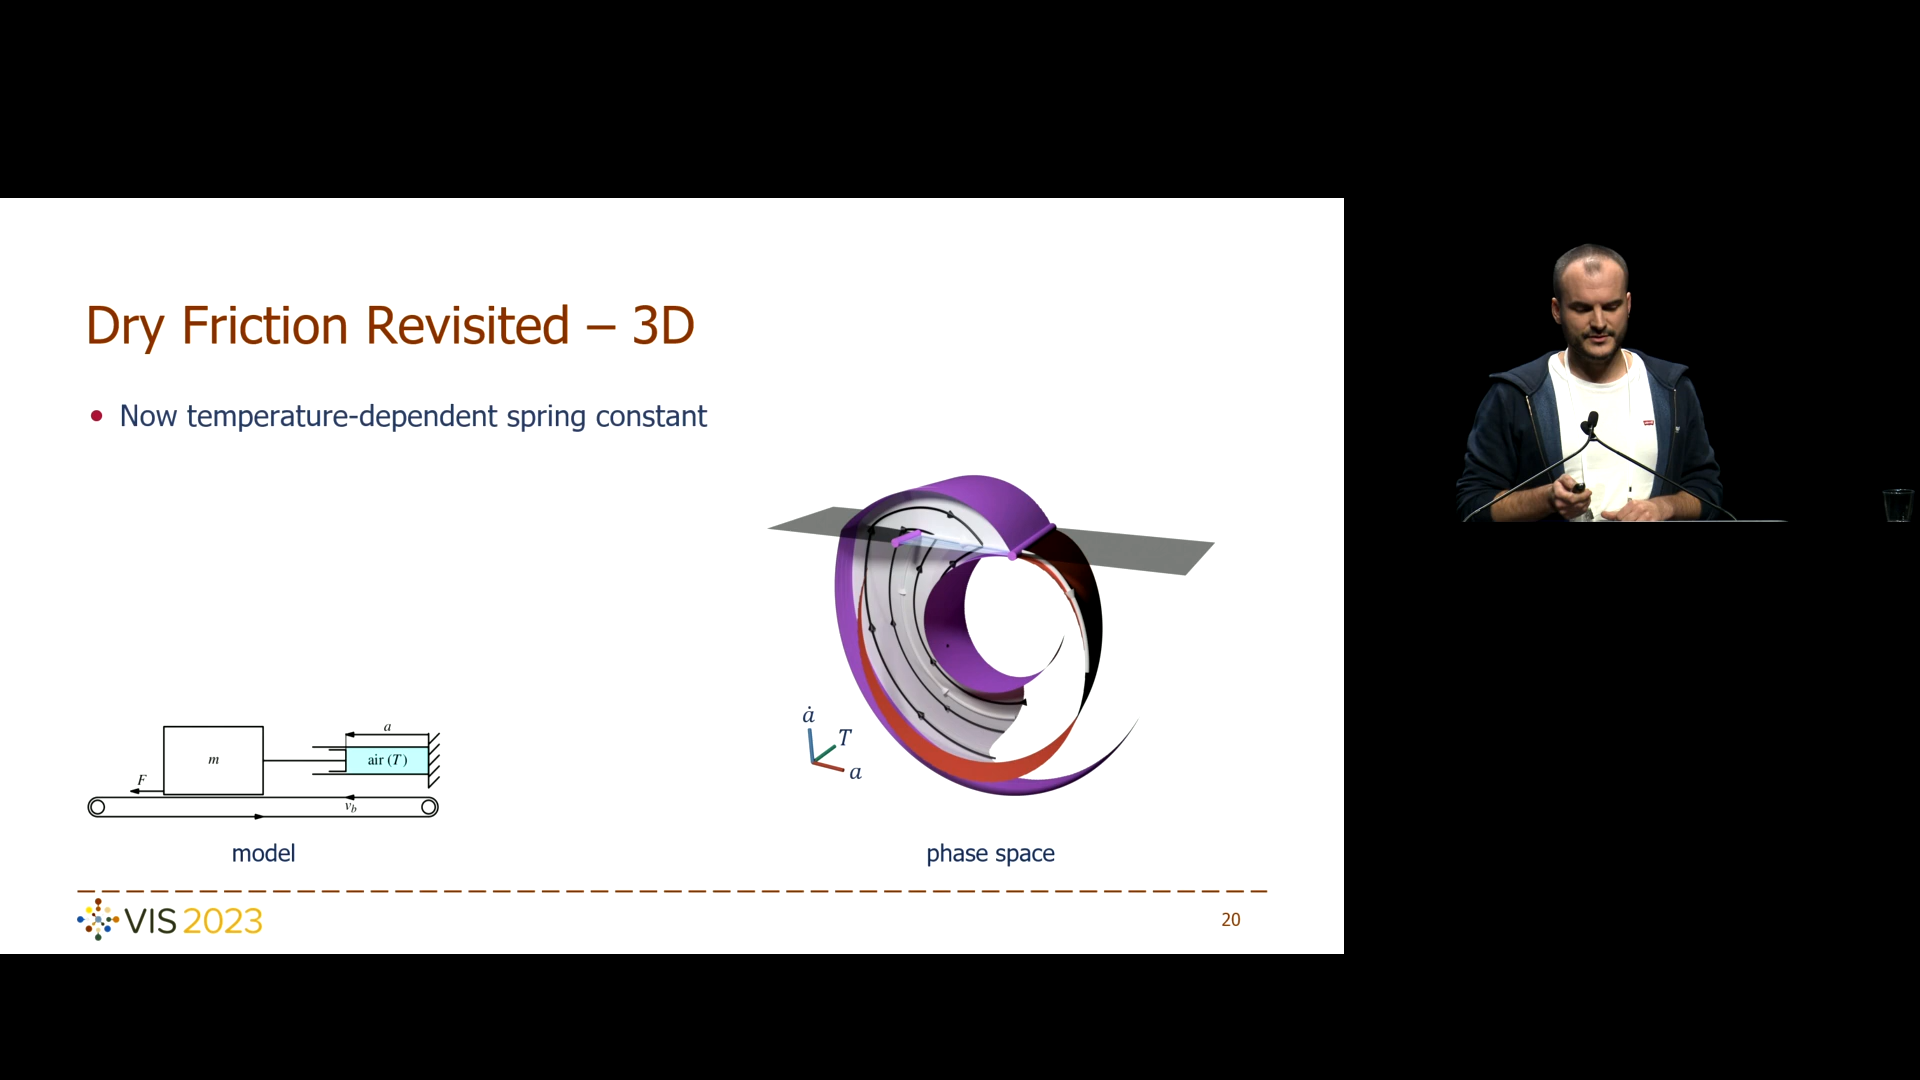 Dry Friction Revisited – 3D
• Now temperature-dependent spring constant
a
m
air (T)
F
v_b
model
ȧ
T
a
phase space
VIS 2023
20